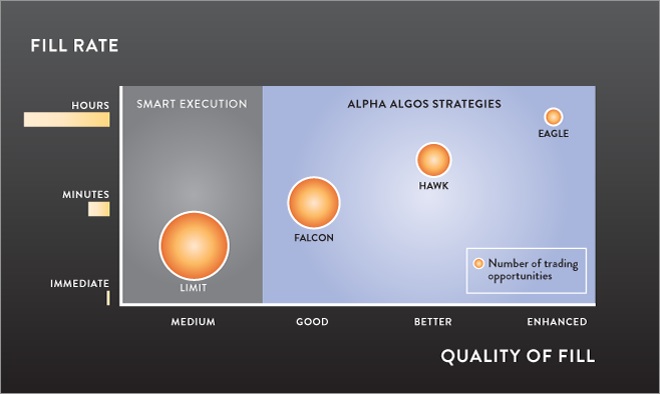 FILL RATE
SMART EXECUTION
ALPHA ALGOS STRATEGIES
HOURS
EAGLE
HAWK
MINUTES
FALCON
Number of trading
opportunities
IMMEDIATE
LIMIT
MEDIUM
GOOD
BETTER
ENHANCED
QUALITY OF FILL